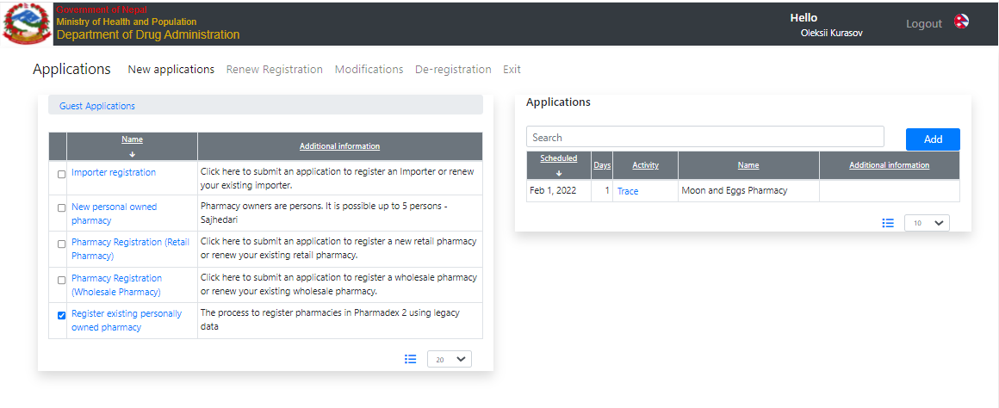 Government of Nepal
Ministry of Health and Population
Department of Drug Administration
Hello
Oleksii Kurasov
Logout
Applications New applications Renew Registration Modifications De-registration Exit
Guest Applications
Name
Additional information
Importer registration
Click here to submit an application to register an Importer or renew
your existing importer.
New personal owned
pharmacy
Pharmacy owners are persons. It is possible up to 5 persons -
Sajhedari
Pharmacy Registration (Retail
Pharmacy)
Click here to submit an application to register a new retail pharmacy
or renew your existing retail pharmacy.
Pharmacy Registration
(Wholesale Pharmacy)
Click here to submit an application to register a wholesale pharmacy
or renew your existing wholesale pharmacy.
Register existing personally
owned pharmacy
The process to register pharmacies in Pharmadex 2 using legacy
data
20
Applications
Search
Add
Scheduled Days Activity Name Additional information
Feb 1, 2022 1 Trace Moon and Eggs Pharmacy
10